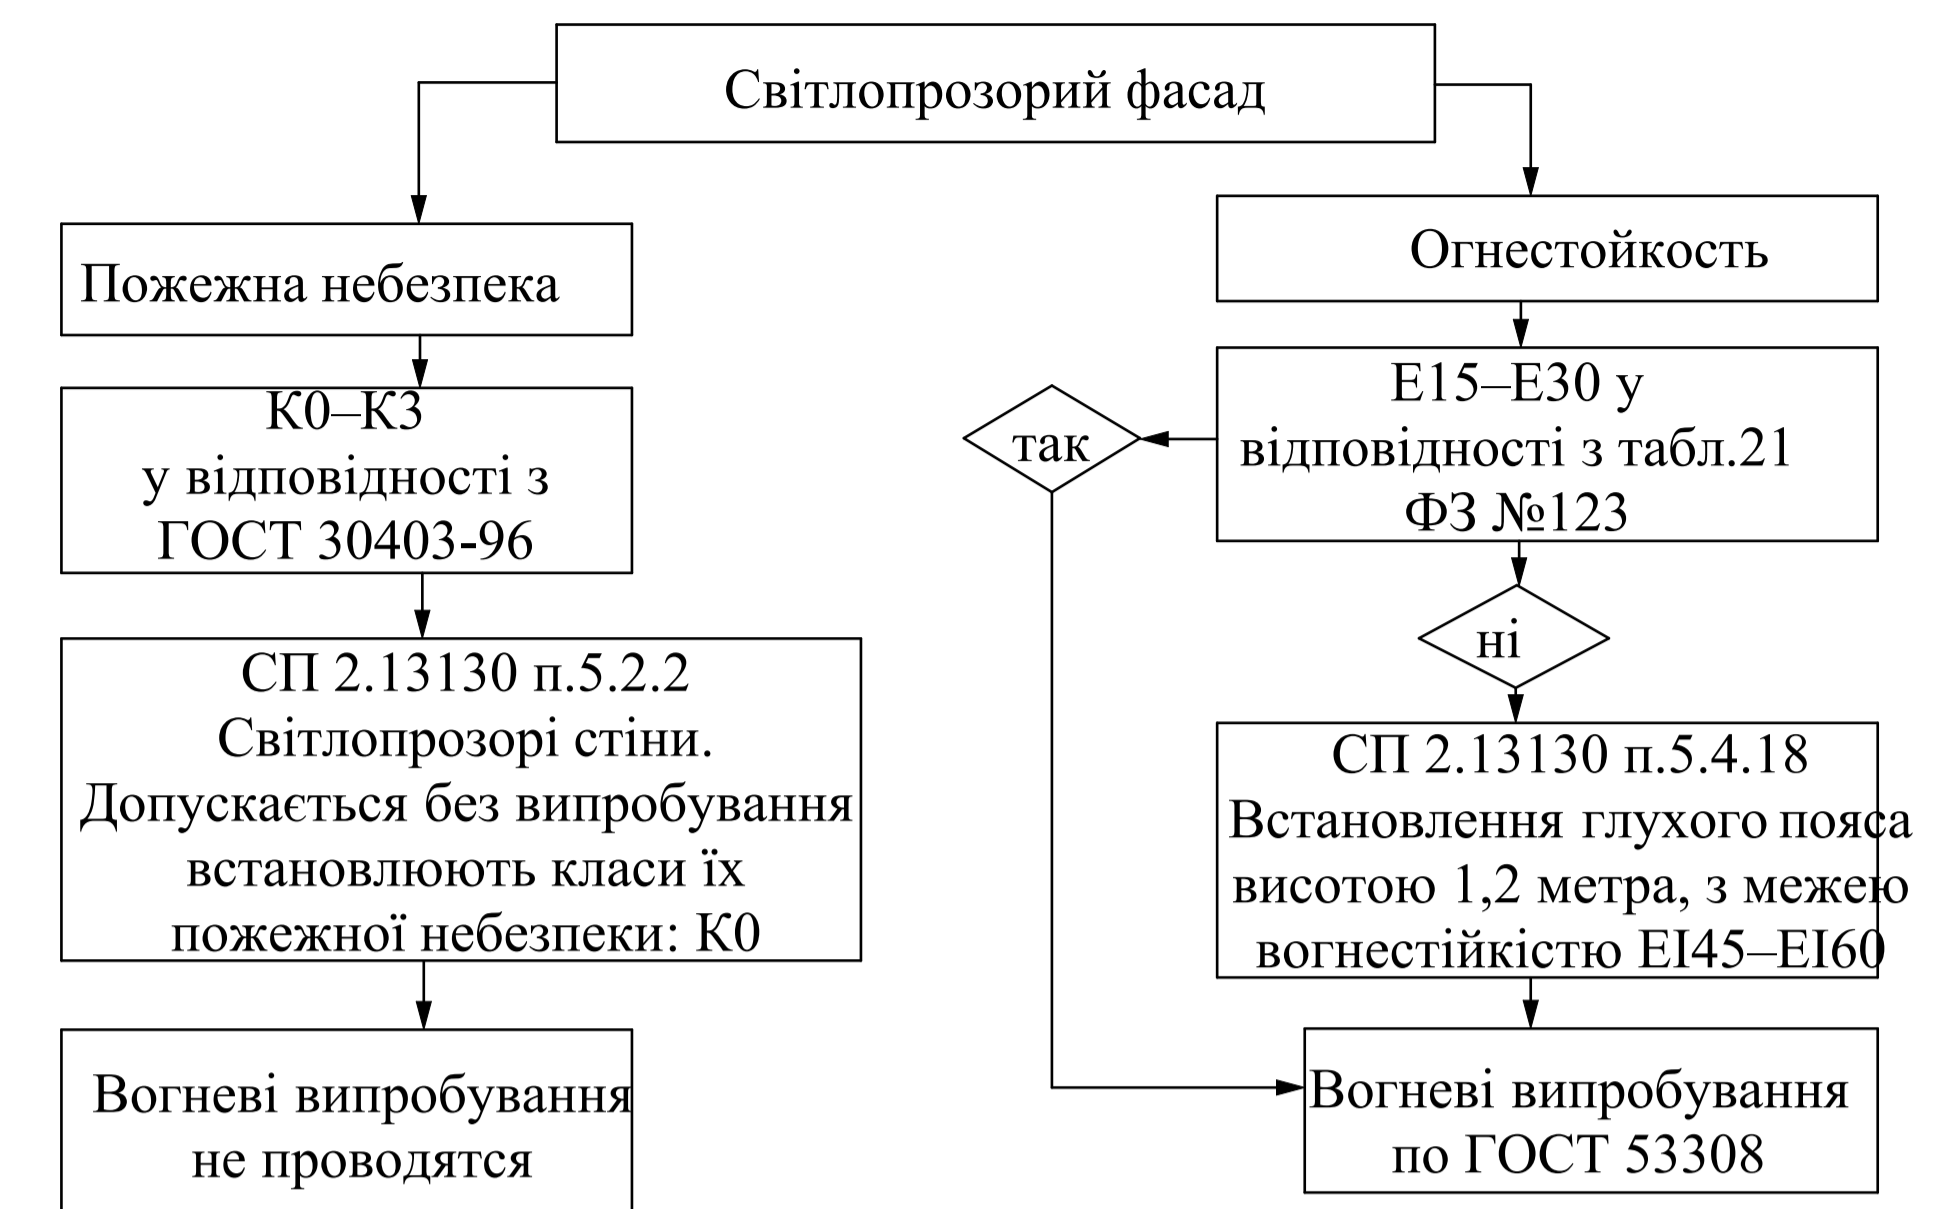 Світлопрозорий фасад
Пожежна небезпека
К0–К3
у відповідності з
ГОСТ 30403-96
СП 2.13130 п.5.2.2
Світлопрозорі стіни.
Допускається без випробування
встановлюють класи їх
пожежної небезпеки: К0
Вогневі випробування
не проводятся
Огнестойкость
Е15–Е30 у
відповідності з табл.21
ФЗ №123
так
ні
СП 2.13130 п.5.4.18
Встановлення глухого пояса
висотою 1,2 метра, з межею
вогнестійкістю ЕІ45–ЕІ60
Вогневі випробування
по ГОСТ 53308